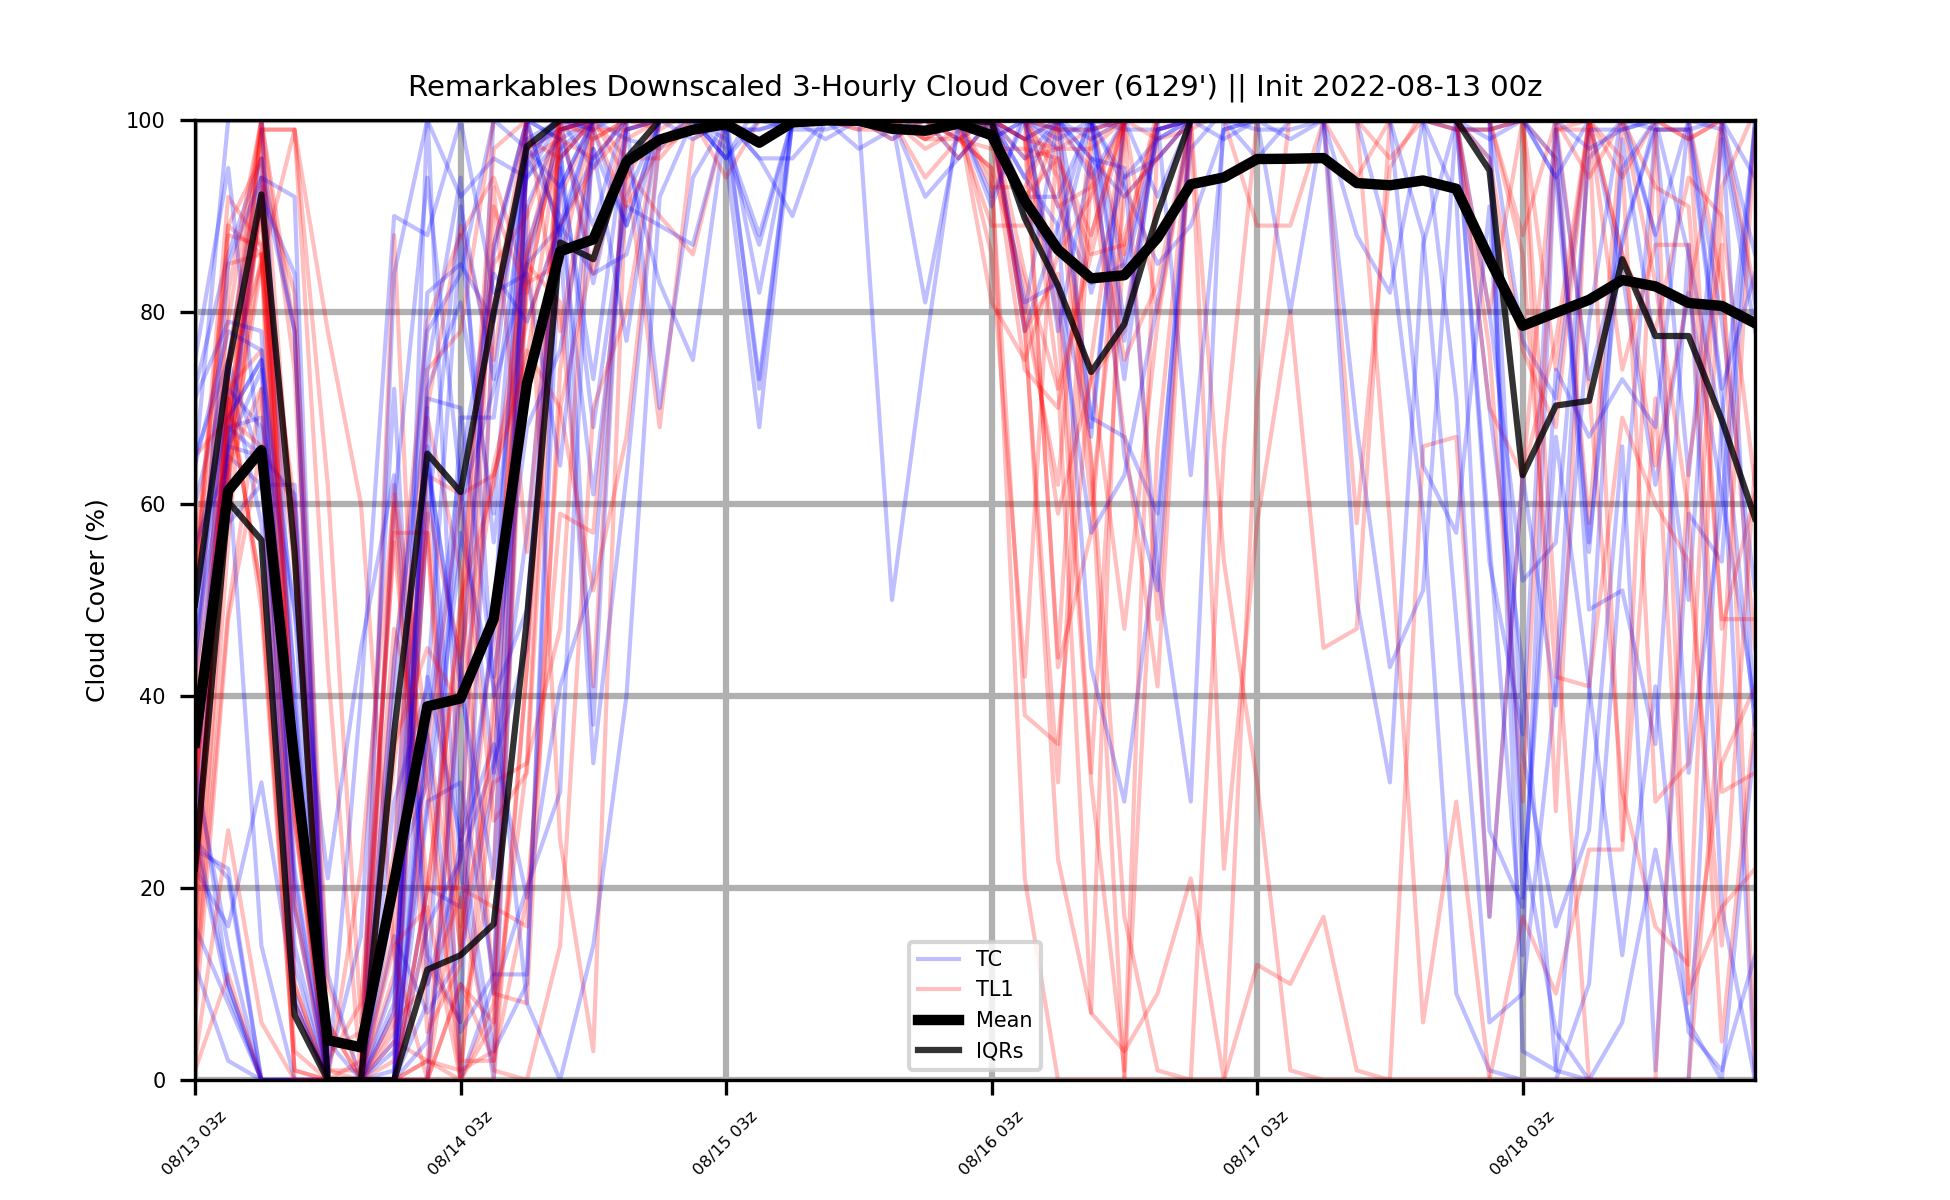 Remarkables Downscaled 3-Hourly Cloud Cover (6129') || Init 2022-08-13 00z
Cloud Cover (%)
100
80
60
40
20
0
TC
TL1
Mean
IQRs
08/13 03z
08/14 03z
08/15 03z
08/16 03z
08/17 03z
08/18 03z